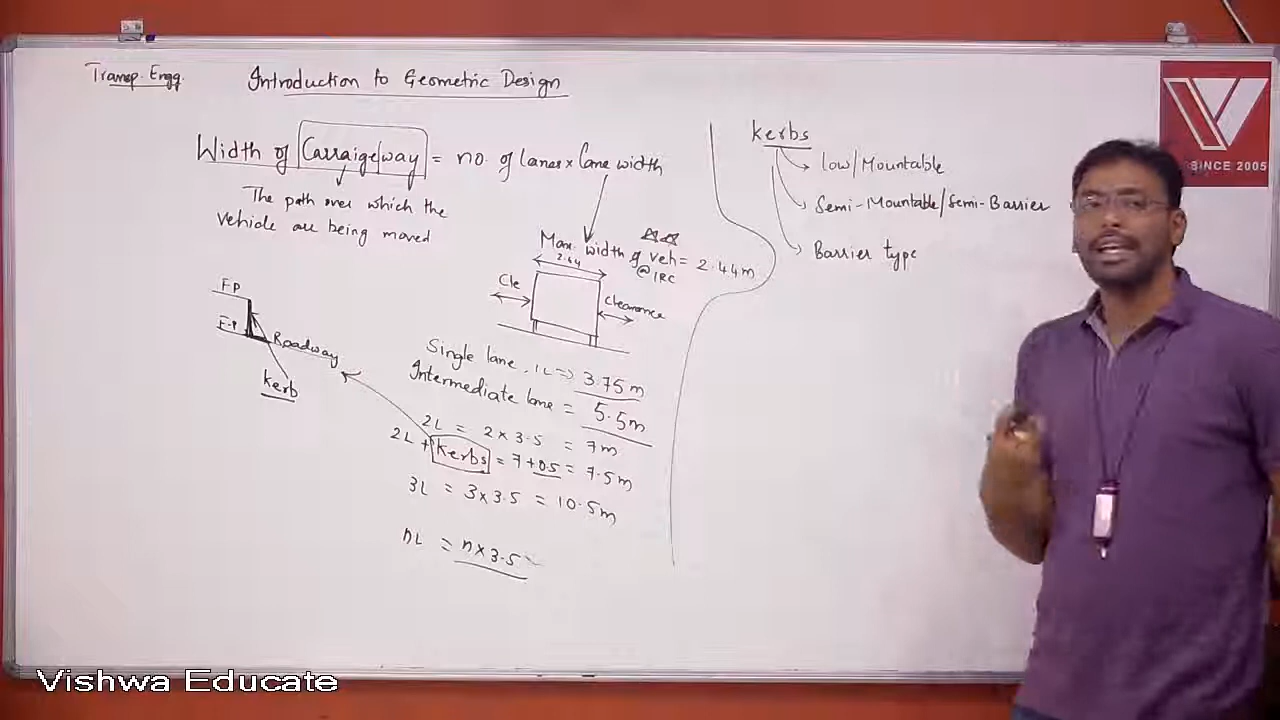 Transp. Engg.
Introduction to Geometric Design
Width of Carraigeway = no. of lanes × lane width
The path over which the
vehicle are being moved
Max. width of veh = 2.44m
@ IRC
2.44
Cle
Clearance
F.P
F.P
Roadway
Kerb
Single lane, 1L => 3.75m
Intermediate lane = 5.5m
2L = 2 × 3.5 = 7m
2L + Kerbs = 7 + 0.5 = 7.5m
3L = 3 × 3.5 = 10.5m
nL = n × 3.5
kerbs
Low/Mountable
Semi-Mountable/Semi-Barrier
Barrier type
SINCE 2005
Vishwa Educate